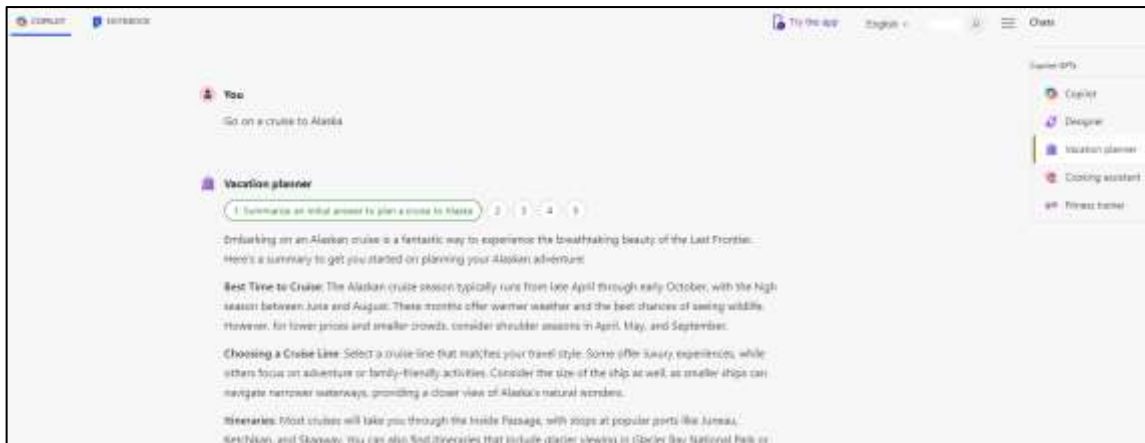 COPILOT
NOTEBOOK
Try the app
English
Chats
Copilot GPTs
Copilot
Designer
Vacation planner
Cooking assistant
Fitness trainer
You
Go on a cruise to Alaska
Vacation planner
1 Summarize an initial answer to plan a cruise to Alaska 2 3 4 5
Embarking on an Alaskan cruise is a fantastic way to experience the breathtaking beauty of the Last Frontier.
Here's a summary to get you started on planning your Alaskan adventure:
Best Time to Cruise: The Alaskan cruise season typically runs from late April through early October, with the high
season between June and August. These months offer warmer weather and the best chances of seeing wildlife.
However, for lower prices and smaller crowds, consider shoulder seasons in April, May, and September.
Choosing a Cruise Line: Select a cruise line that matches your travel style. Some offer luxury experiences, while
others focus on adventure or family-friendly activities. Consider the size of the ship as well, as smaller ships can
navigate narrower waterways, providing a closer view of Alaska's natural wonders.
Itineraries: Most cruises will take you through the Inside Passage, with stops at popular ports like Juneau,
Ketchikan, and Skagway. You can also find itineraries that include glacier viewing in Glacier Bay National Park or